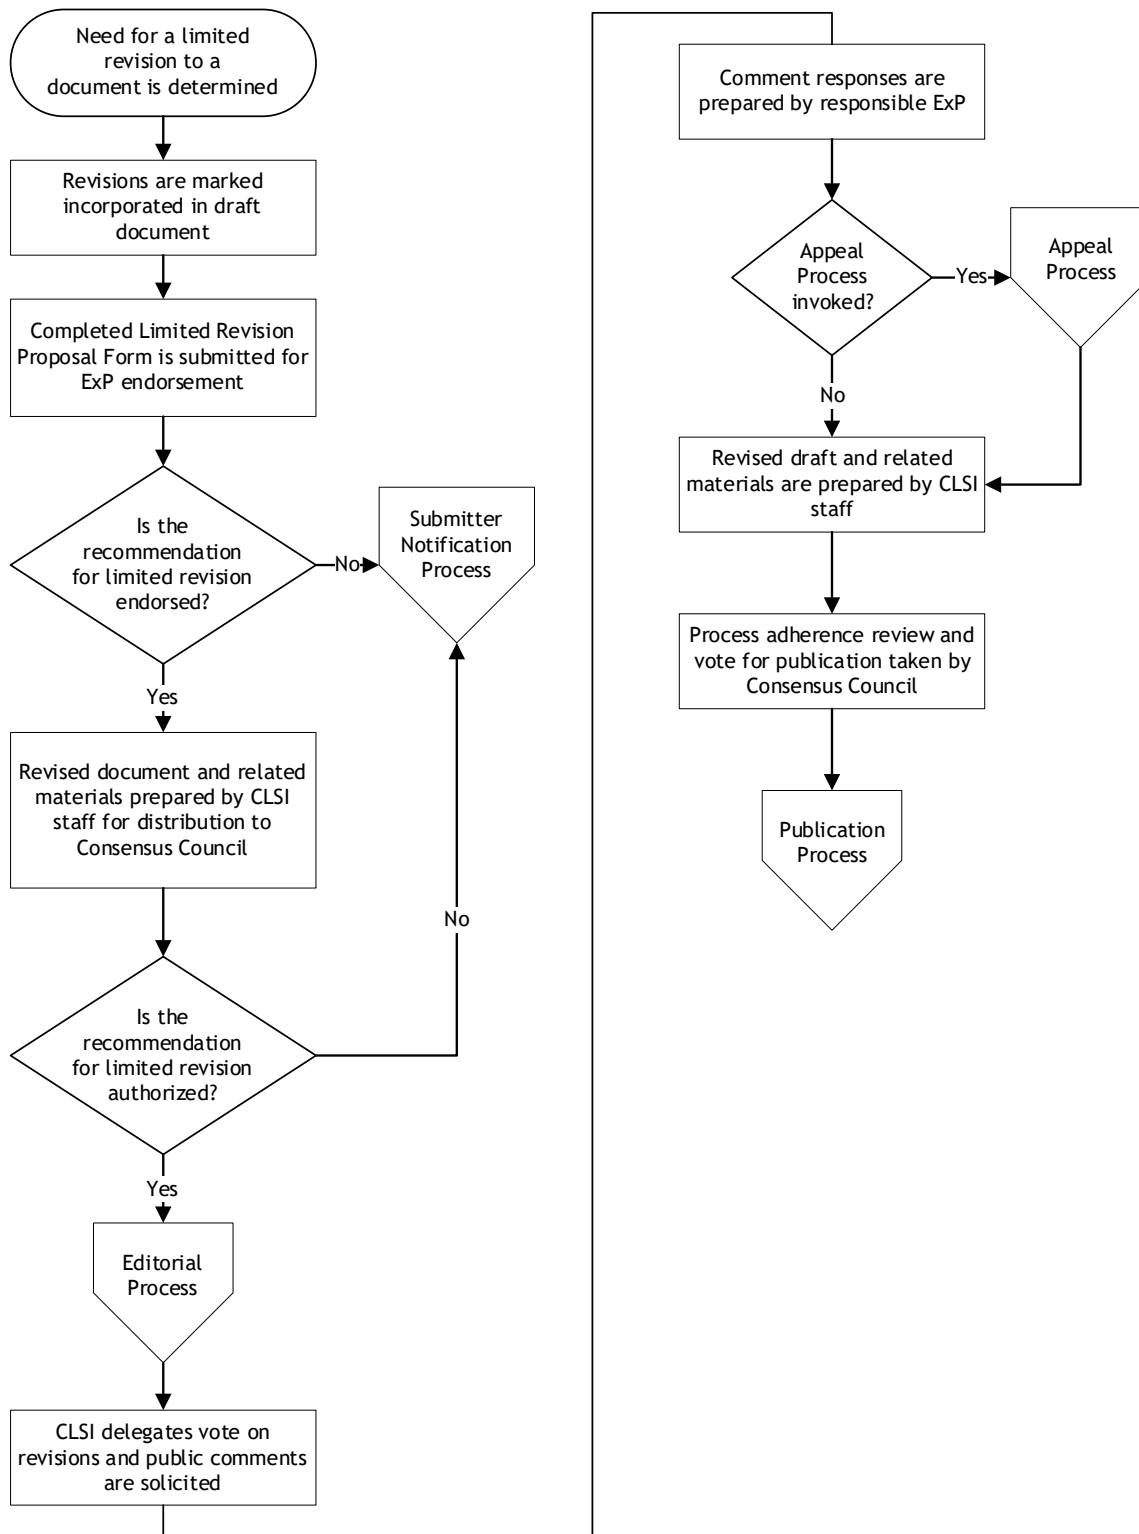 Need for a limited
revision to a
document is determined
Revisions are marked
incorporated in draft
document
Completed Limited Revision
Proposal Form is submitted for
ExP endorsement
Is the
recommendation
for limited revision
endorsed?
No
Submitter
Notification
Process
Yes
Revised document and related
materials prepared by CLSI
staff for distribution to
Consensus Council
No
Is the
recommendation
for limited revision
authorized?
Yes
Editorial
Process
CLSI delegates vote on
revisions and public comments
are solicited
Comment responses are
prepared by responsible ExP
Appeal
Process
invoked?
Yes
Appeal
Process
No
Revised draft and related
materials are prepared by CLSI
staff
Process adherence review and
vote for publication taken by
Consensus Council
Publication
Process